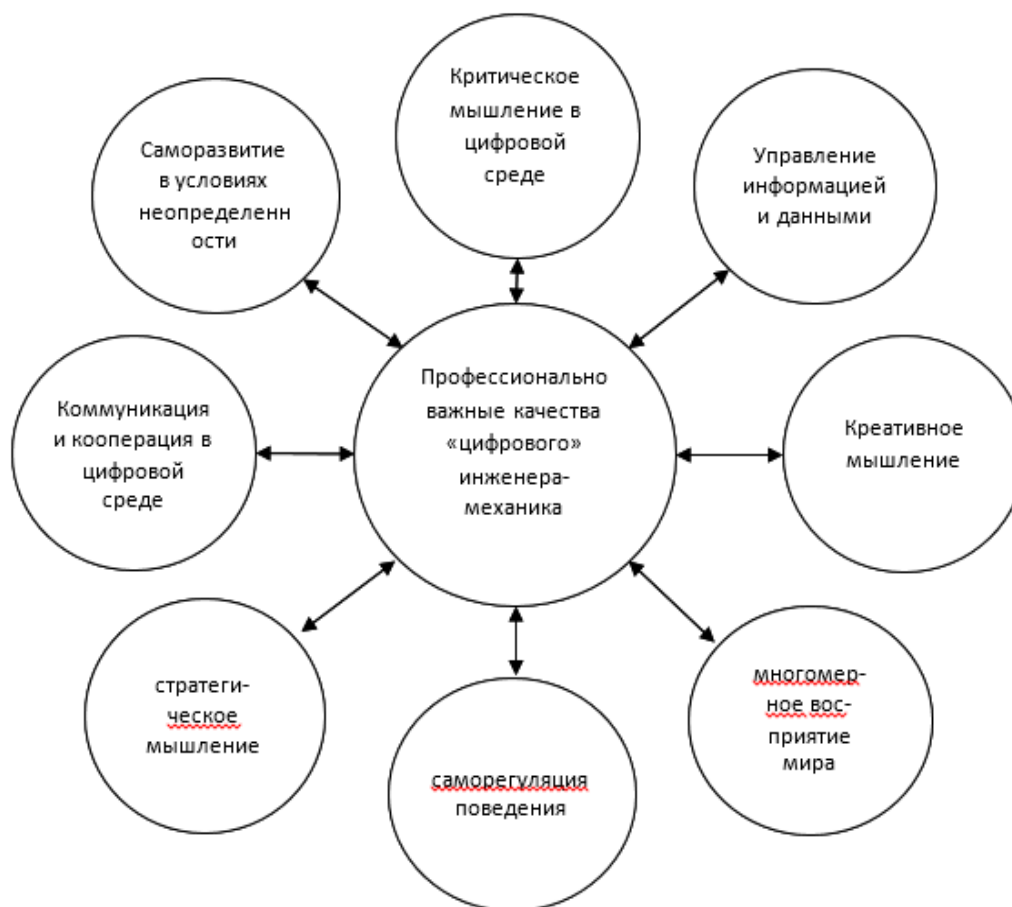 Критическое
мышление в
цифровой
среде
Саморазвитие
в условиях
неопределенн
ости
Управление
информацией
и данными
Профессионально
важные качества
«цифрового»
инженера-
механика
Коммуникация
и кооперация в
цифровой
среде
Креативное
мышление
стратеги-
ческое
мышление
многомер-
ное вос-
приятие
мира
саморегуляция
поведения